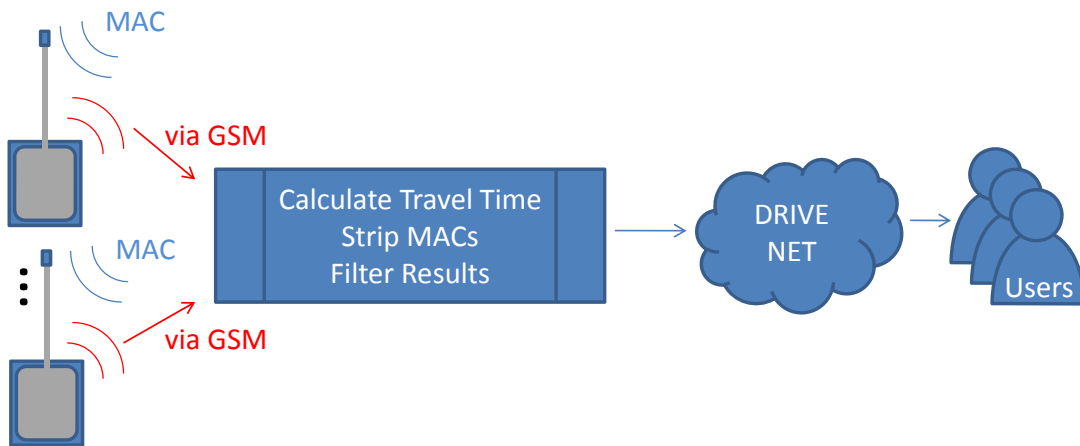 MAC
via GSM
MAC
via GSM
Calculate Travel Time
Strip MACs
Filter Results
DRIVE
NET
Users